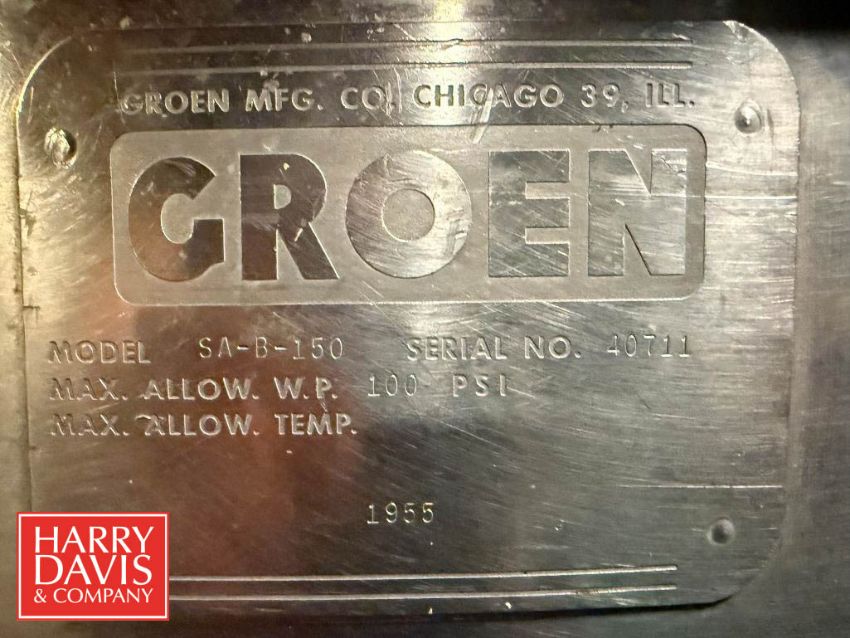 GROEN MFG. CO. CHICAGO 39, ILL.
GROEN
MODEL SA-B-150 SERIAL NO. 40711
MAX. ALLOW. W.P. 100 PSI
MAX. ALLOW. TEMP.
1955
HARRY
DAVIS
& COMPANY